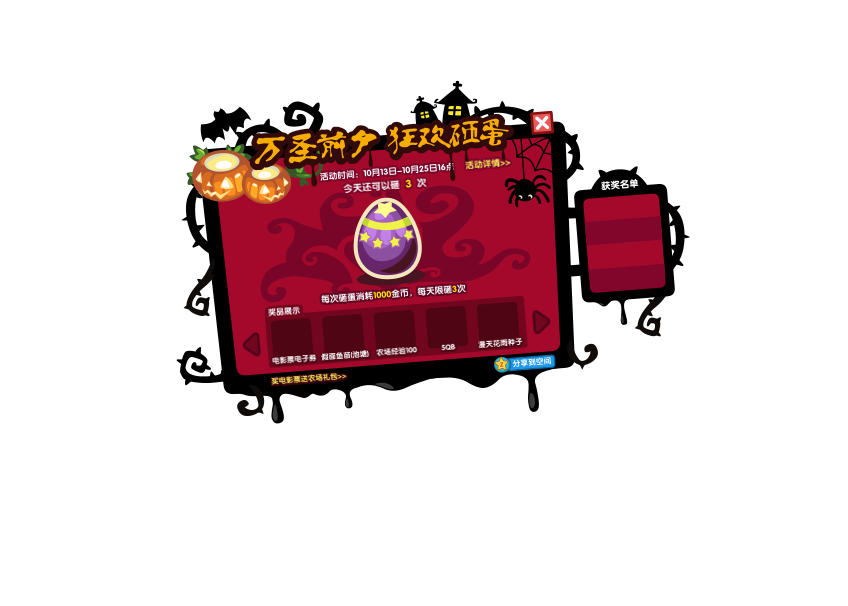 万圣前夕 狂欢砸蛋
活动时间：10月13日-10月25日16点
活动详情>>
今天还可以砸 3 次
获奖名单
每次砸蛋消耗1000金币，每天限砸3次
奖品展示
电影票电子券 假面鱼苗(池塘) 农场经验100 5QB 漫天花雨种子
买电影票送农场礼包>>
分享到空间